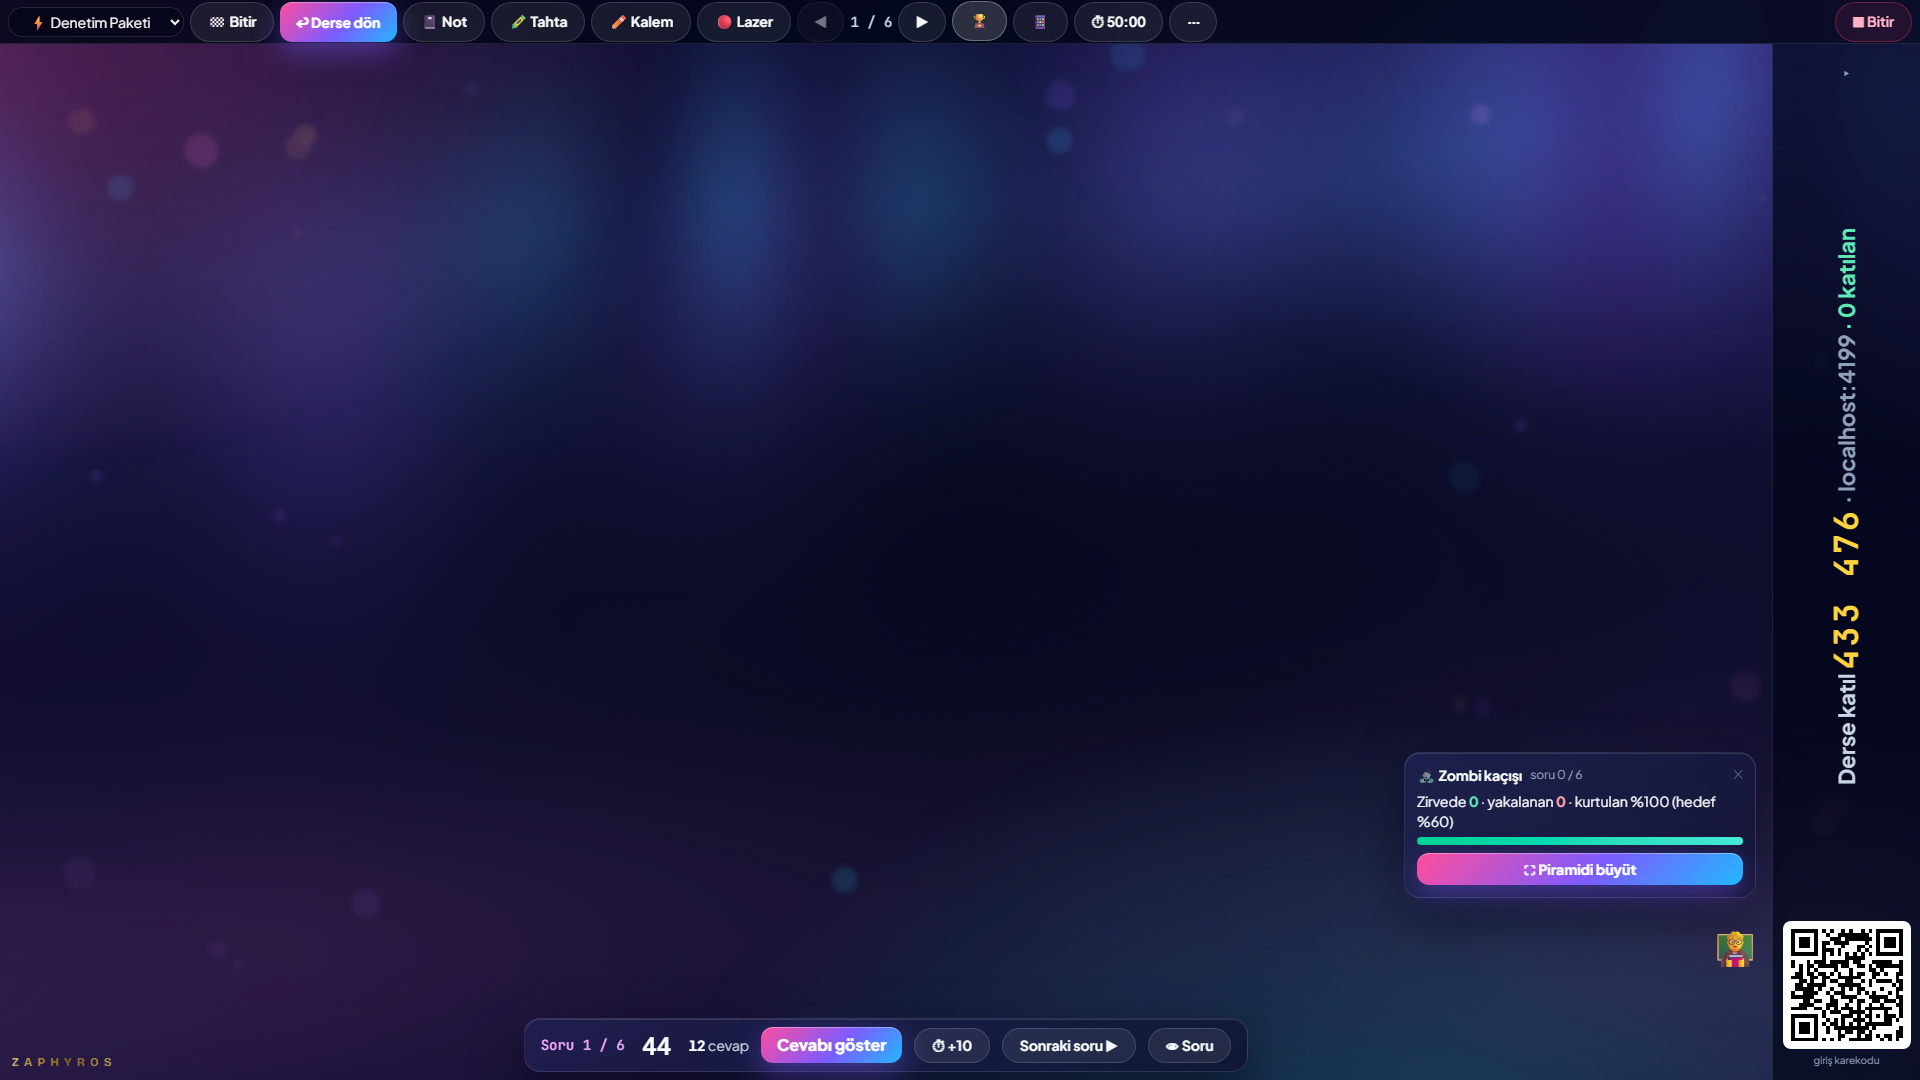 Denetim Paketi
Bitir
Derse dön
Not
Tahta
Kalem
Lazer
1 / 6
50:00
Bitir
Derse katıl 433 476 · localhost:4199 · 0 katılan
Zombi kaçışı soru 0 / 6
Zirvede 0 · yakalanan 0 · kurtulan %100 (hedef
%60)
Piramidi büyüt
Soru 1 / 6
44
12 cevap
Cevabı göster
+10
Sonraki soru
Soru
giriş karekodu
ZAPHYROS